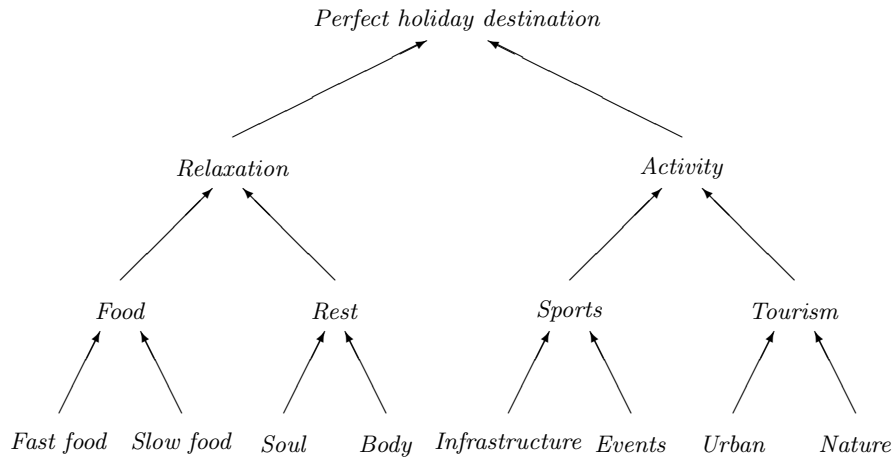 Perfect holiday destination
Relaxation Activity
Food Rest Sports Tourism
Fast food Slow food Soul Body Infrastructure Events Urban Nature